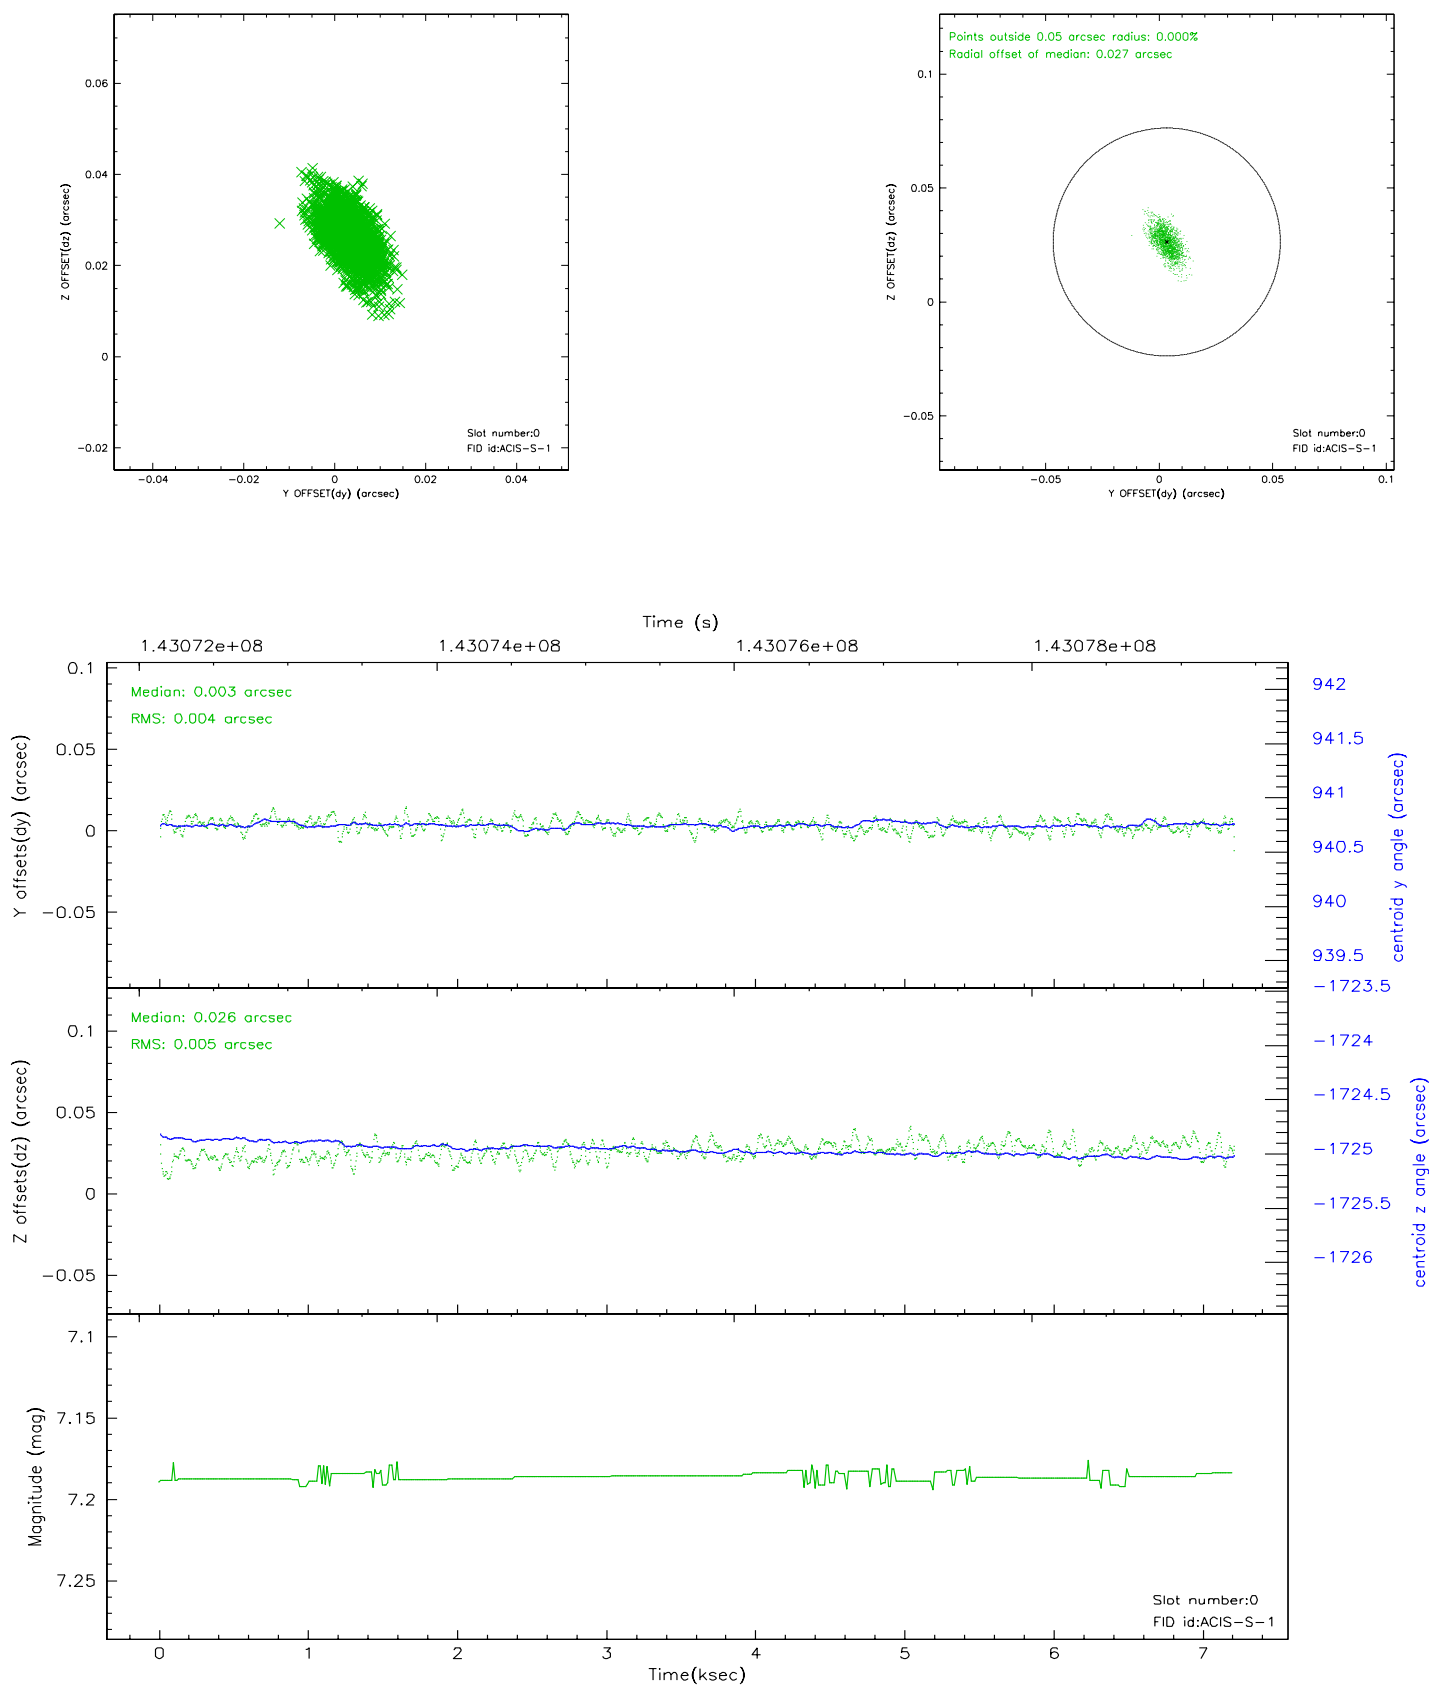 0.06
0.04
0.02
0
−0.02
Z OFFSET(dz) (arcsec)
Slot number:0
FID id:ACIS−S−1
−0.04 −0.02 0 0.02 0.04
Y OFFSET(dy) (arcsec)
Points outside 0.05 arcsec radius: 0.000%
Radial offset of median: 0.027 arcsec
0.1
0.05
0
−0.05
Z OFFSET(dz) (arcsec)
Slot number:0
FID id:ACIS−S−1
−0.05 0 0.05 0.1
Y OFFSET(dy) (arcsec)
Time (s)
1.43072e+08 1.43074e+08 1.43076e+08 1.43078e+08
Median: 0.003 arcsec
RMS: 0.004 arcsec
0.1
0.05
0
−0.05
Y offsets(dy) (arcsec)
942
941.5
941
940.5
940
939.5
centroid y angle (arcsec)
Median: 0.026 arcsec
RMS: 0.005 arcsec
0.1
0.05
0
−0.05
Z offsets(dz) (arcsec)
−1723.5
−1724
−1724.5
−1725
−1725.5
−1726
centroid z angle (arcsec)
7.1
7.15
7.2
7.25
Magnitude (mag)
Slot number:0
FID id:ACIS−S−1
0 1 2 3 4 5 6 7
Time(ksec)